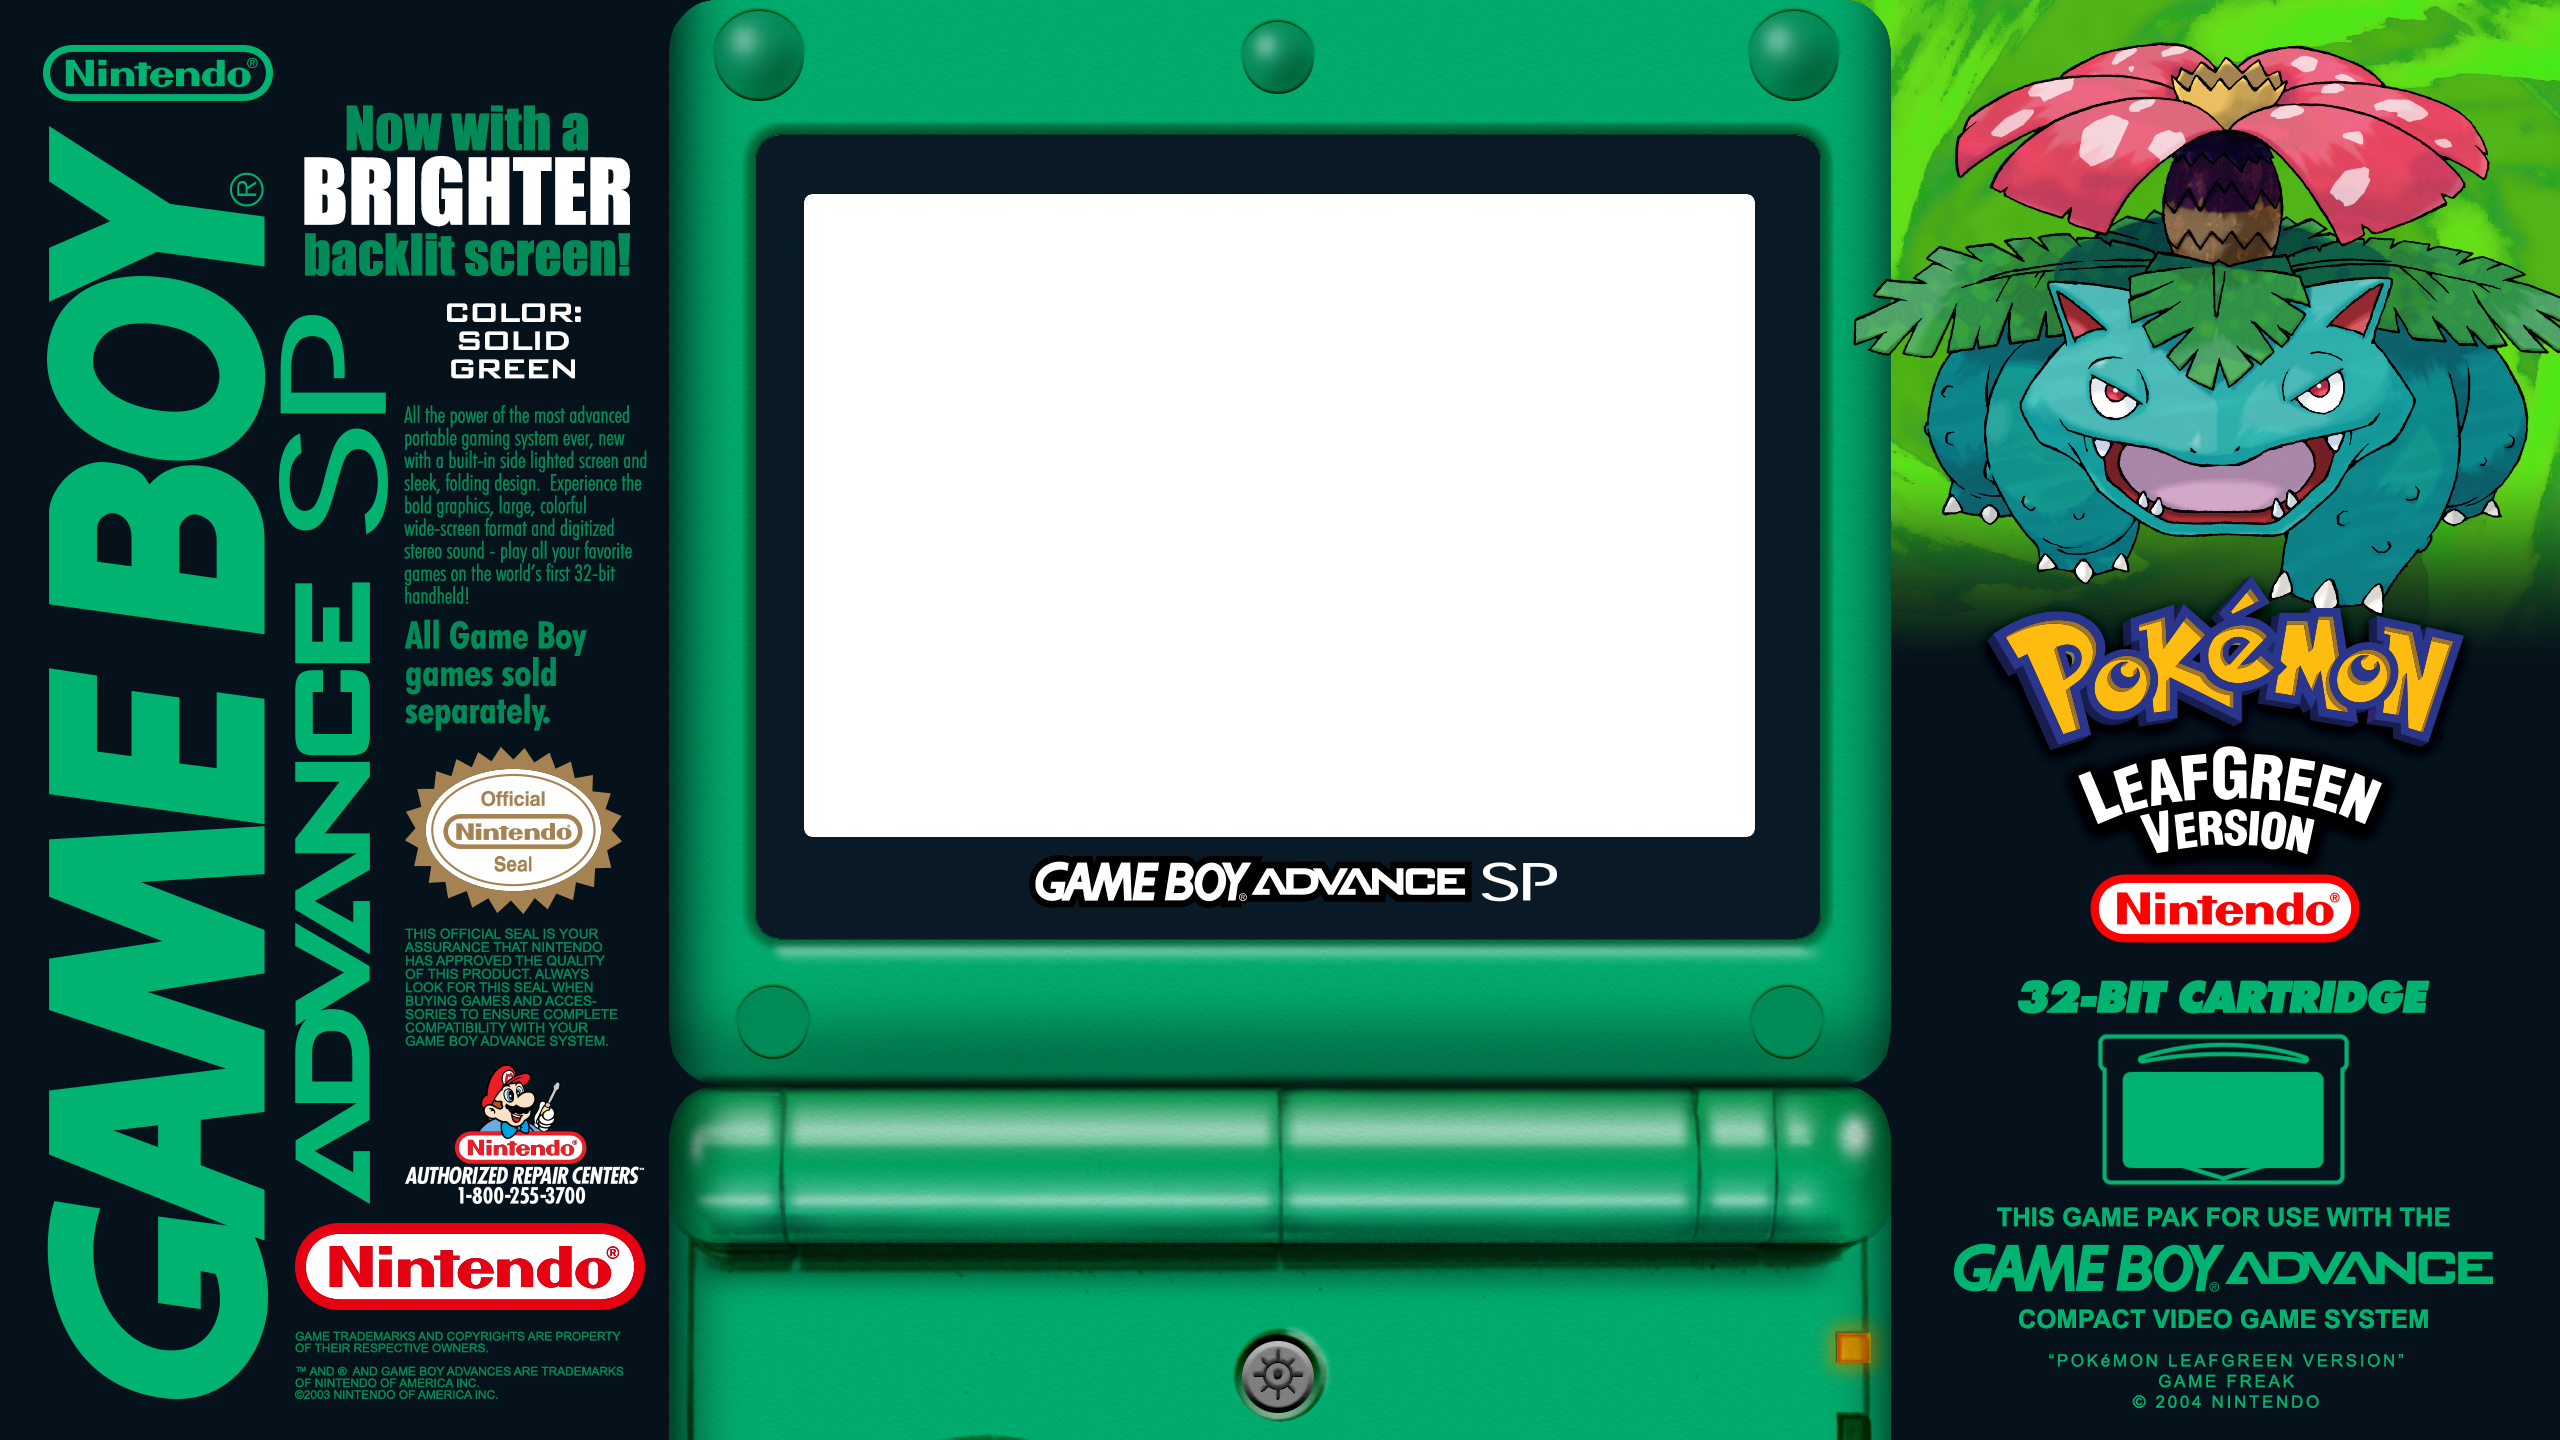 Nintendo®
GAME BOY®
ADVANCE SP
Now with a
BRIGHTER
backlit screen!
COLOR:
SOLID
GREEN
All the power of the most advanced
portable gaming system ever, new
with a built-in side lighted screen and
sleek, folding design. Experience the
bold graphics, large, colorful
wide-screen format and digitized
stereo sound - play all your favorite
games on the world's first 32-bit
handheld!
All Game Boy
games sold
separately.
Official
Nintendo®
Seal
THIS OFFICIAL SEAL IS YOUR
ASSURANCE THAT NINTENDO
HAS APPROVED THE QUALITY
OF THIS PRODUCT. ALWAYS
LOOK FOR THIS SEAL WHEN
BUYING GAMES AND ACCES-
SORIES TO ENSURE COMPLETE
COMPATIBILITY WITH YOUR
GAME BOY ADVANCE SYSTEM.
M
Nintendo®
AUTHORIZED REPAIR CENTERS™
1-800-255-3700
Nintendo®
GAME TRADEMARKS AND COPYRIGHTS ARE PROPERTY
OF THEIR RESPECTIVE OWNERS.
™ AND ® AND GAME BOY ADVANCES ARE TRADEMARKS
OF NINTENDO OF AMERICA INC.
©2003 NINTENDO OF AMERICA INC.
GAME BOY® ADVANCE SP
POKéMON
LEAFGREEN
VERSION
Nintendo®
32-BIT CARTRIDGE
THIS GAME PAK FOR USE WITH THE
GAME BOY® ADVANCE
COMPACT VIDEO GAME SYSTEM
“POKéMON LEAFGREEN VERSION”
GAME FREAK
© 2004 NINTENDO